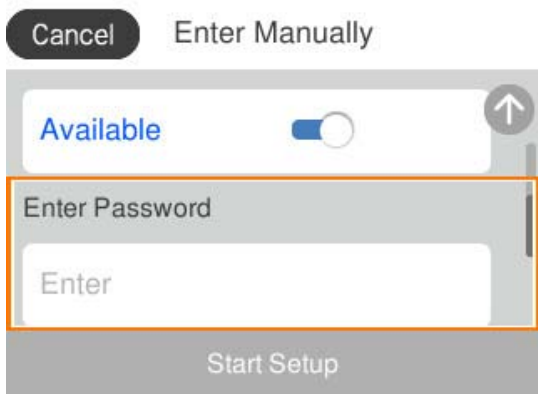 Cancel Enter Manually
Available
Enter Password
Enter
Start Setup